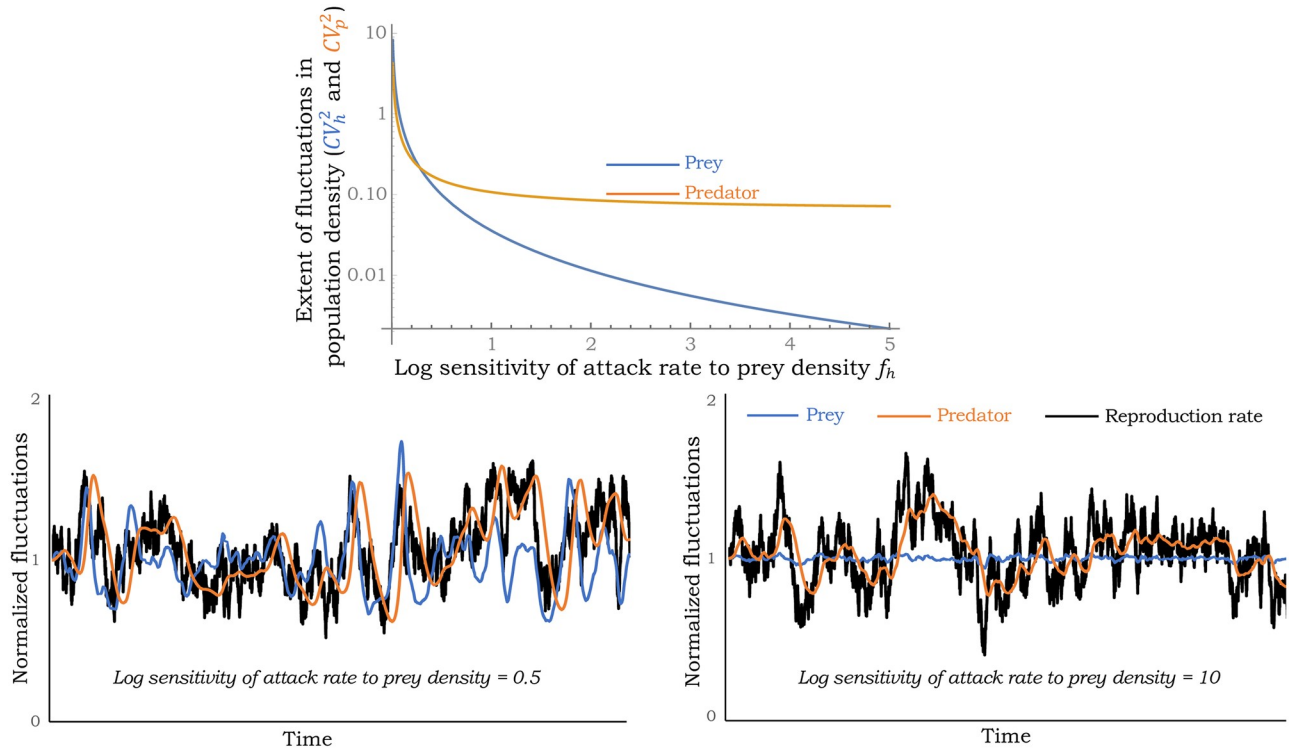 Extent of fluctuations in
population density (CV_h^2 and CV_p^2)
10
1
0.10
0.01
Prey
Predator
1 2 3 4 5
Log sensitivity of attack rate to prey density f_h
Normalized fluctuations
2
1
0
Log sensitivity of attack rate to prey density = 0.5
Time
Normalized fluctuations
2
1
0
Prey Predator Reproduction rate
Log sensitivity of attack rate to prey density = 10
Time